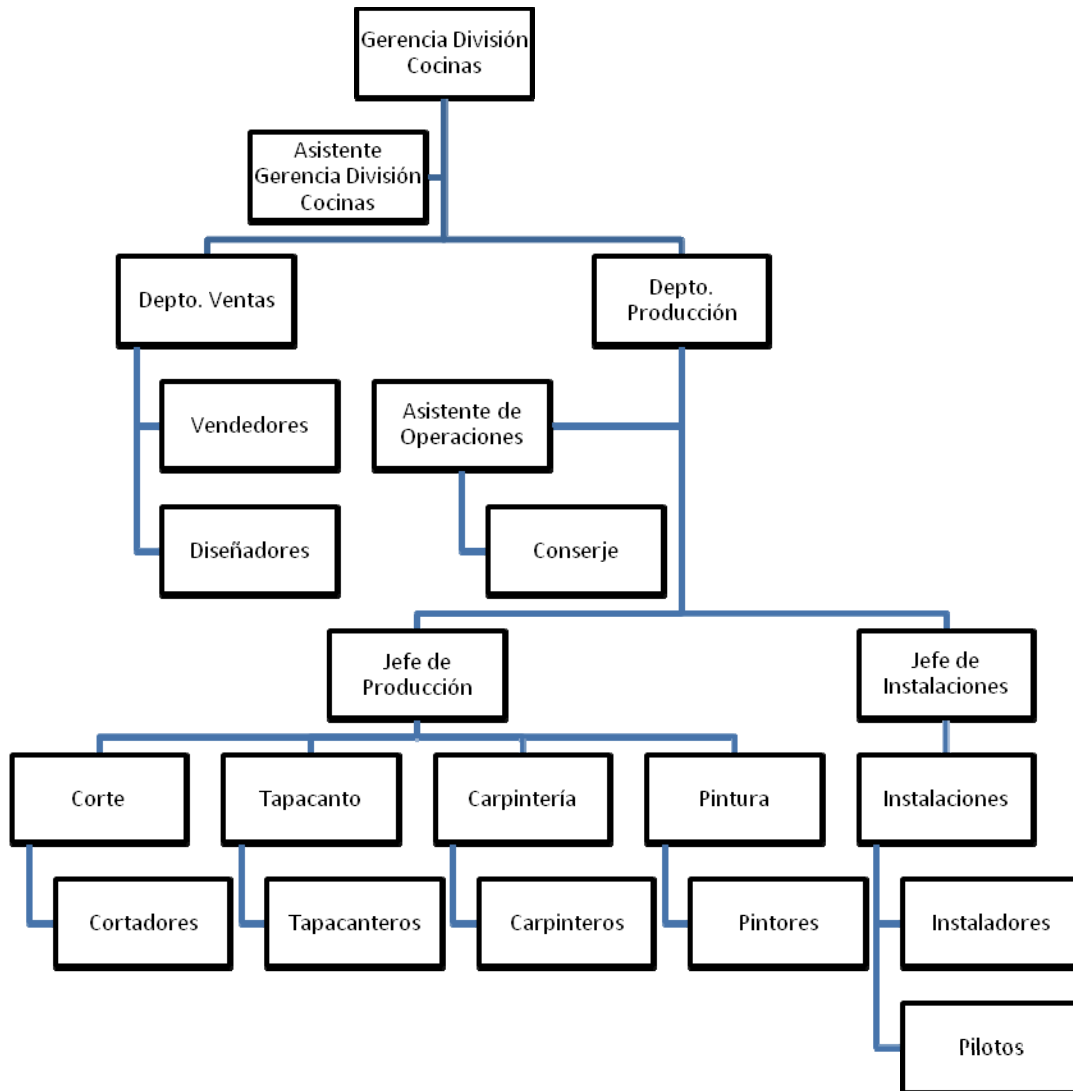 Gerencia División
Cocinas
Asistente
Gerencia División
Cocinas
Depto. Ventas
Depto.
Producción
Vendedores
Asistente de
Operaciones
Diseñadores
Conserje
Jefe de
Producción
Jefe de
Instalaciones
Corte
Tapacanto
Carpintería
Pintura
Instalaciones
Cortadores
Tapacanteros
Carpinteros
Pintores
Instaladores
Pilotos